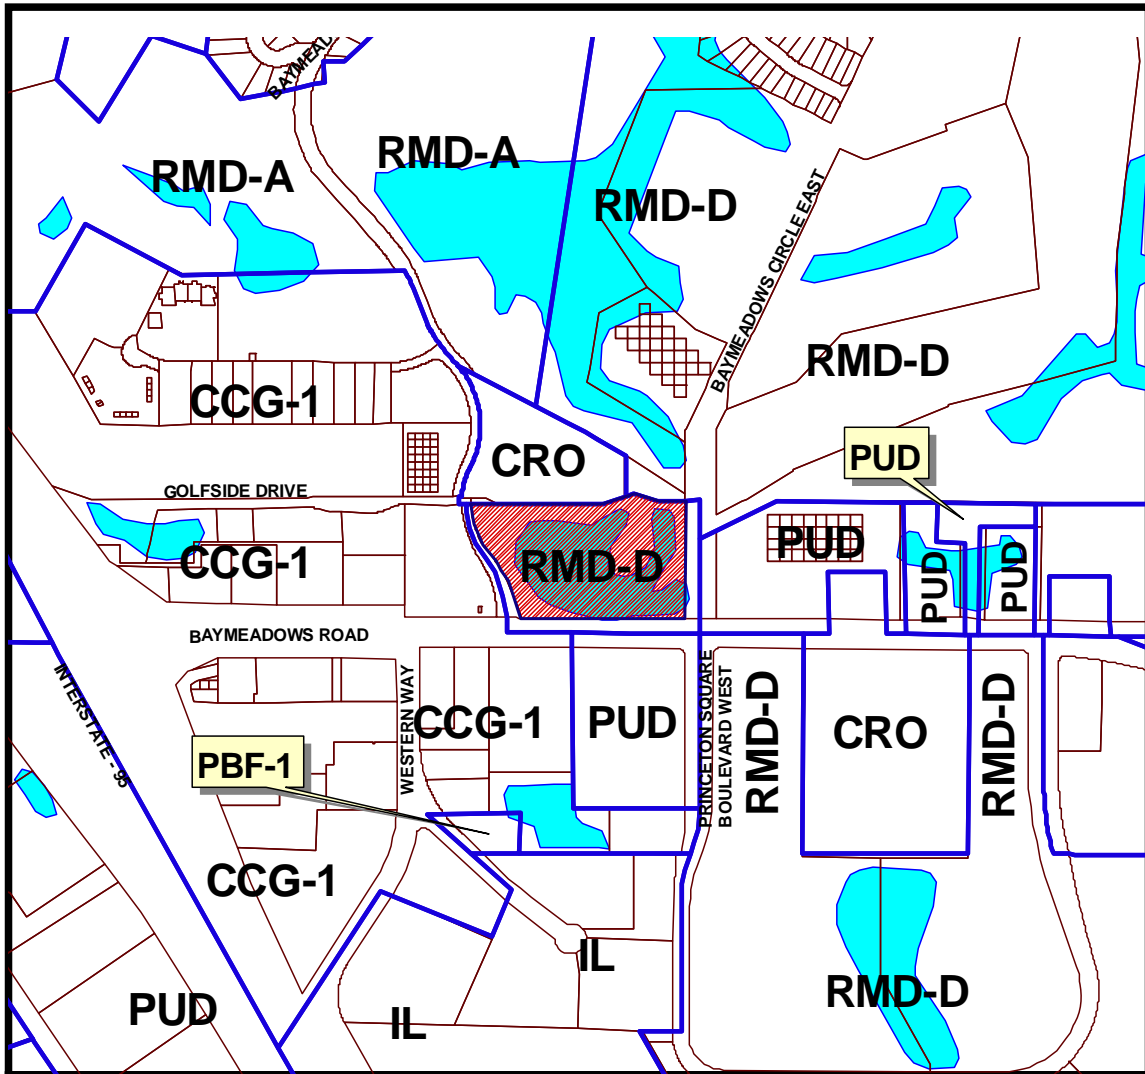 BAYMEAD
RMD-A
RMD-A
RMD-D
BAYMEADOWS CIRCLE EAST
RMD-D
CCG-1
CRO
PUD
GOLFSIDE DRIVE
CCG-1
RMD-D
PUD
PUD
PUD
BAYMEADOWS ROAD
INTERSTATE - 95
WESTERN WAY
CCG-1
PUD
PRINCETON SQUARE
BOULEVARD WEST
RMD-D
CRO
RMD-D
PBF-1
CCG-1
IL
RMD-D
PUD
IL